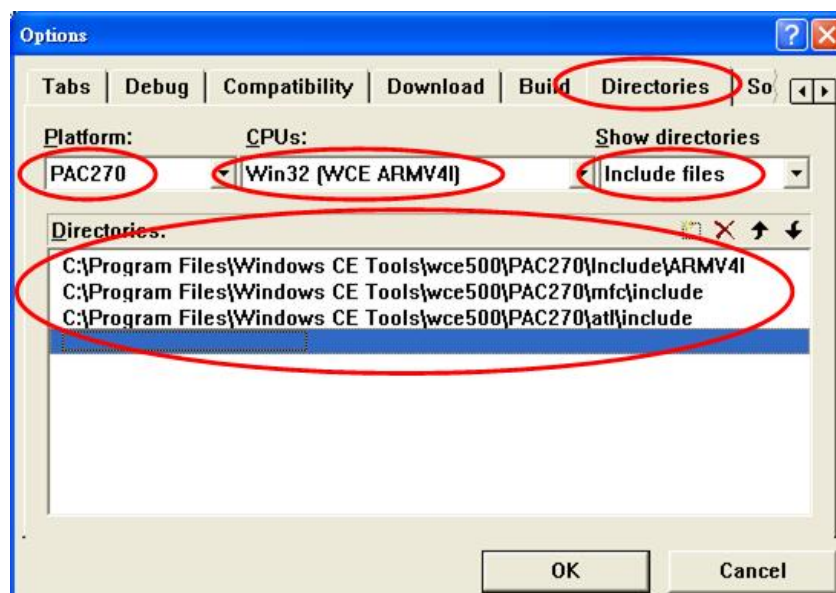 Options
Tabs Debug Compatibility Download Build Directories So
Platform: CPUs: Show directories
PAC270 Win32 (WCE ARMV4I) Include files
Directories:
C:\Program Files\Windows CE Tools\wce500\PAC270\Include\ARMV4I
C:\Program Files\Windows CE Tools\wce500\PAC270\mfc\include
C:\Program Files\Windows CE Tools\wce500\PAC270\atl\include
OK Cancel